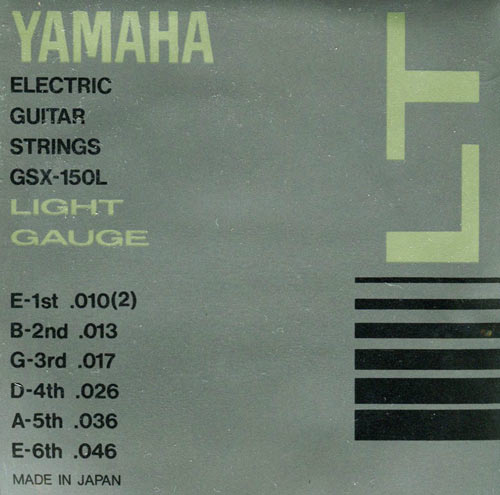 YAMAHA
ELECTRIC
GUITAR
STRINGS
GSX-150L
LIGHT
GAUGE
LT
E-1st .010(2)
B-2nd .013
G-3rd .017
D-4th .026
A-5th .036
E-6th .046
MADE IN JAPAN